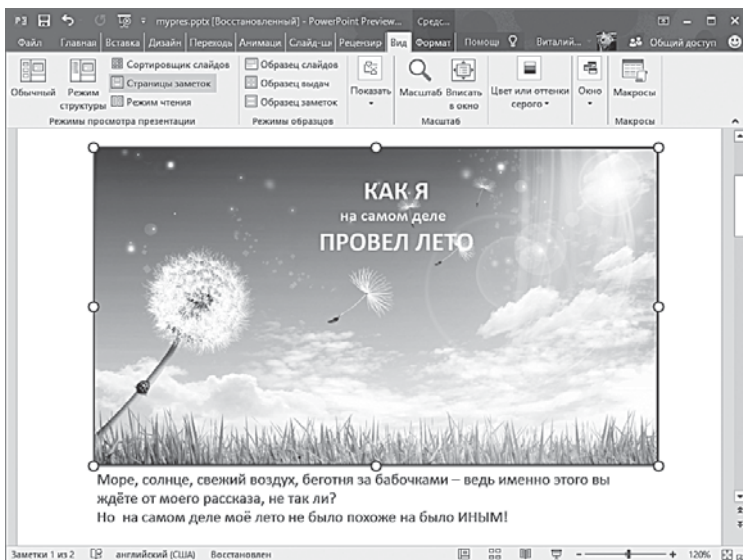 mypres.pptx [Восстановленный] - PowerPoint Preview... Средс...
Файл Главная Вставка Дизайн Переходь Анимаци Слайд-шо Рецензир Вид Формат Помощ Виталий... Общий доступ
Обычный Режим структуры Сортировщик слайдов Страницы заметок Режим чтения
Режимы просмотра презентации
Образец слайдов Образец выдач Образец заметок
Режимы образцов
Показать
Масштаб Вписать в окно
Масштаб
Цвет или оттенки серого
Окно
Макросы
Макросы
КАК Я
на самом деле
ПРОВЕЛ ЛЕТО
Море, солнце, свежий воздух, беготня за бабочками – ведь именно этого вы
ждёте от моего рассказа, не так ли?
Но на самом деле моё лето не было похоже на было ИНЫМ!
Заметки 1 из 2 английский (США) Восстановлен 120%